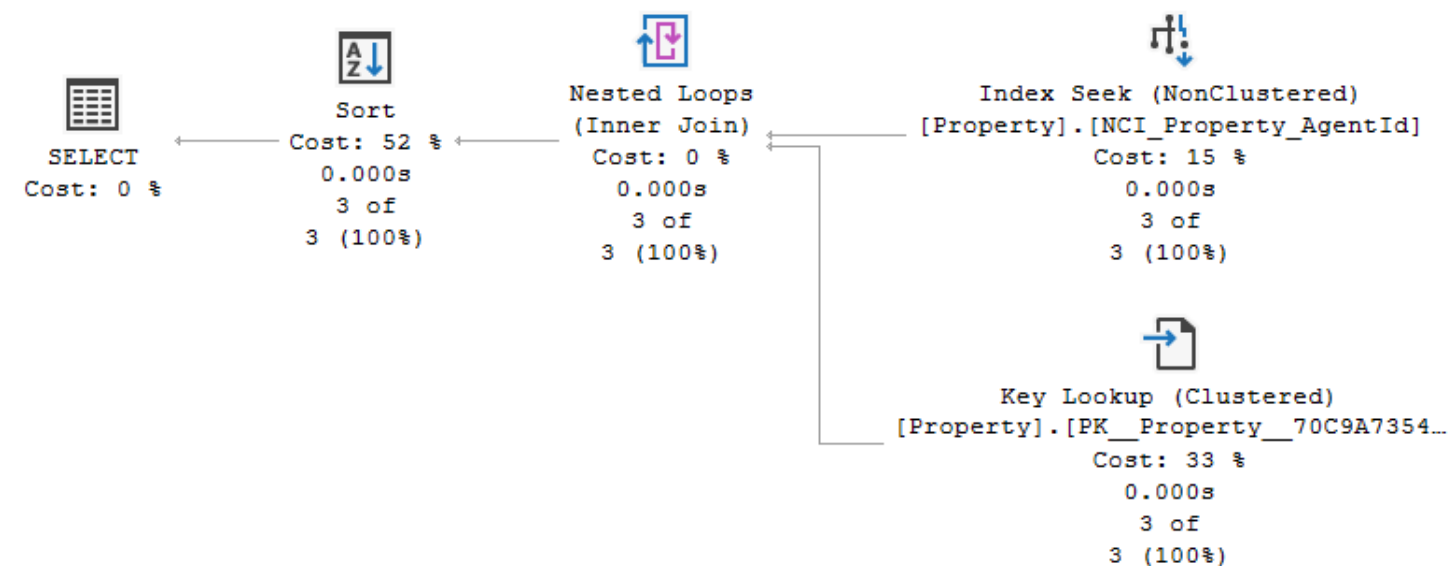 SELECT
Cost: 0 %
Sort
Cost: 52 %
0.000s
3 of
3 (100%)
Nested Loops
(Inner Join)
Cost: 0 %
0.000s
3 of
3 (100%)
Index Seek (NonClustered)
[Property].[NCI_Property_AgentId]
Cost: 15 %
0.000s
3 of
3 (100%)
Key Lookup (Clustered)
[Property].[PK__Property__70C9A7354…
Cost: 33 %
0.000s
3 of
3 (100%)